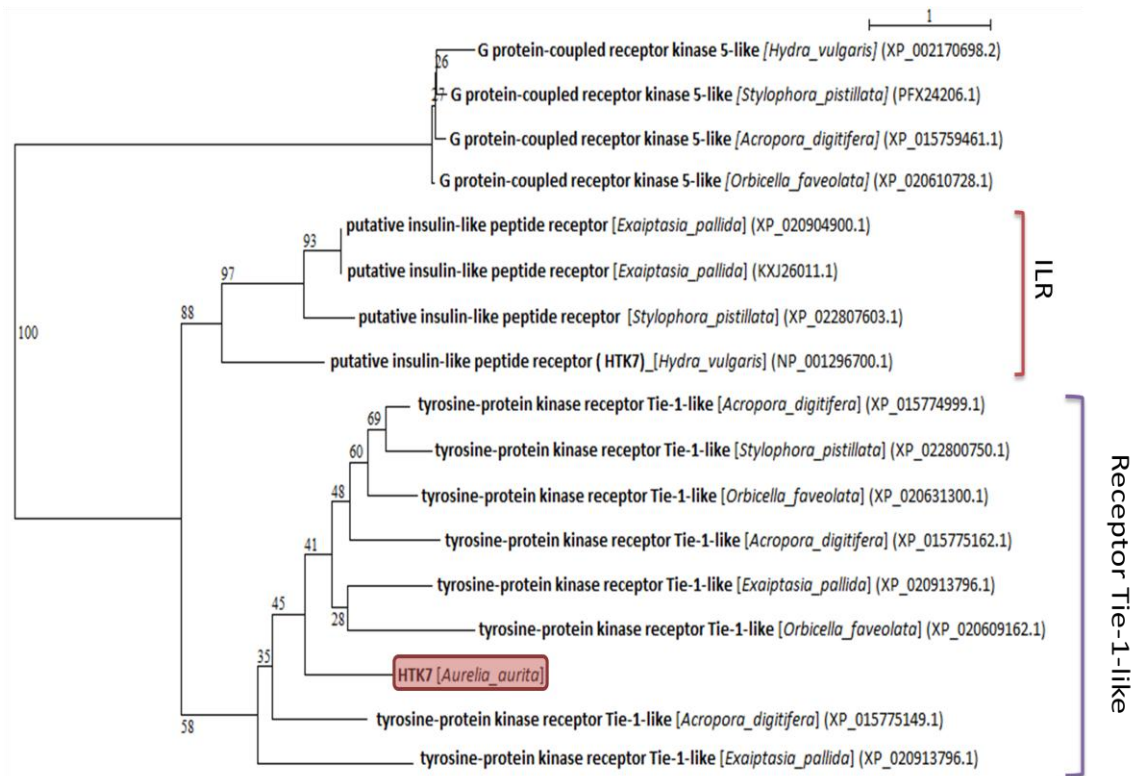 1
G protein-coupled receptor kinase 5-like [Hydra_vulgaris] (XP_002170698.2)
26
G protein-coupled receptor kinase 5-like [Stylophora_pistillata] (PFX24206.1)
27
G protein-coupled receptor kinase 5-like [Acropora_digitifera] (XP_015759461.1)
G protein-coupled receptor kinase 5-like [Orbicella_faveolata] (XP_020610728.1)
putative insulin-like peptide receptor [Exaiptasia_pallida] (XP_020904900.1)
93
putative insulin-like peptide receptor [Exaiptasia_pallida] (KXJ26011.1)
97
ILR
88
putative insulin-like peptide receptor [Stylophora_pistillata] (XP_022807603.1)
100
putative insulin-like peptide receptor ( HTK7)_[Hydra_vulgaris] (NP_001296700.1)
tyrosine-protein kinase receptor Tie-1-like [Acropora_digitifera] (XP_015774999.1)
69
60
tyrosine-protein kinase receptor Tie-1-like [Stylophora_pistillata] (XP_022800750.1)
48
tyrosine-protein kinase receptor Tie-1-like [Orbicella_faveolata] (XP_020631300.1)
41
tyrosine-protein kinase receptor Tie-1-like [Acropora_digitifera] (XP_015775162.1)
tyrosine-protein kinase receptor Tie-1-like [Exaiptasia_pallida] (XP_020913796.1)
45
28
tyrosine-protein kinase receptor Tie-1-like [Orbicella_faveolata] (XP_020609162.1)
35
HTK7 [Aurelia_aurita]
58
tyrosine-protein kinase receptor Tie-1-like [Acropora_digitifera] (XP_015775149.1)
tyrosine-protein kinase receptor Tie-1-like [Exaiptasia_pallida] (XP_020913796.1)
Receptor Tie-1-like